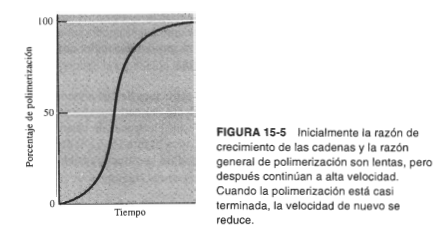 100
50
0
Porcentaje de polimerización
Tiempo
FIGURA 15-5 Inicialmente la razón de
crecimiento de las cadenas y la razón
general de polimerización son lentas, pero
después continúan a alta velocidad.
Cuando la polimerización está casi
terminada, la velocidad de nuevo se
reduce.